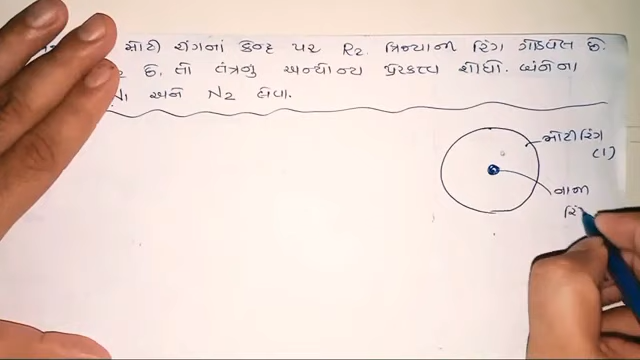 મોટી રીંગનાં કેન્દ્ર પર R₂ ત્રિજ્યાની રિંગ ગોઠવેલ છે.
છે, તો તંત્રનું અન્યોન્ય પ્રેરકત્વ શોધો. બંનેના
N₁ અને N₂ લેવા.
મોટી રિંગ
(1)
નાની
રિં